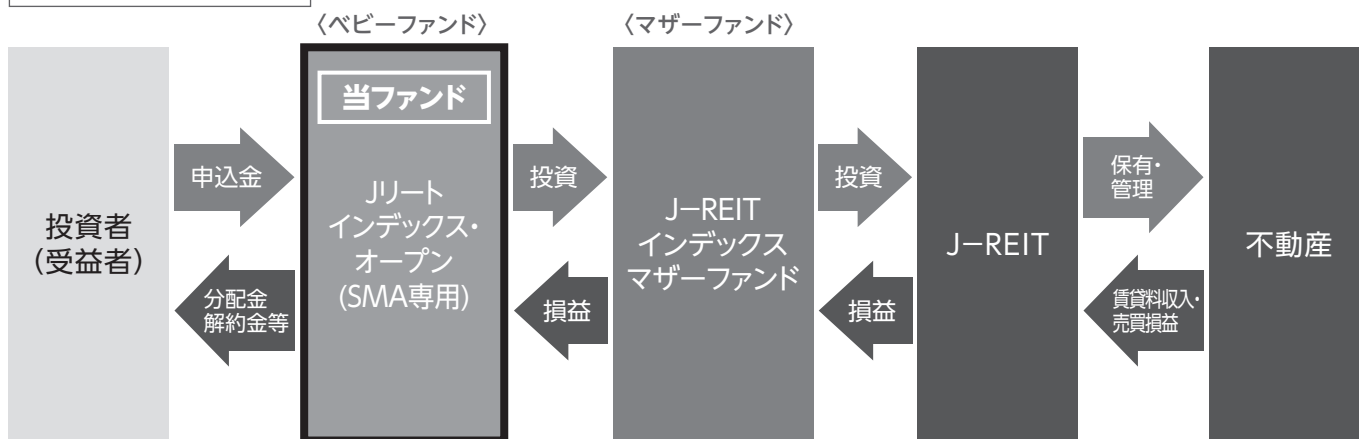 〈ベビーファンド〉
〈マザーファンド〉
投資者
（受益者）
申込金
分配金
解約金等
当ファンド
Jリート
インデックス・
オープン
(SMA専用)
投資
損益
J−REIT
インデックス
マザーファンド
投資
損益
J−REIT
保有・
管理
賃貸料収入・
売買損益
不動産